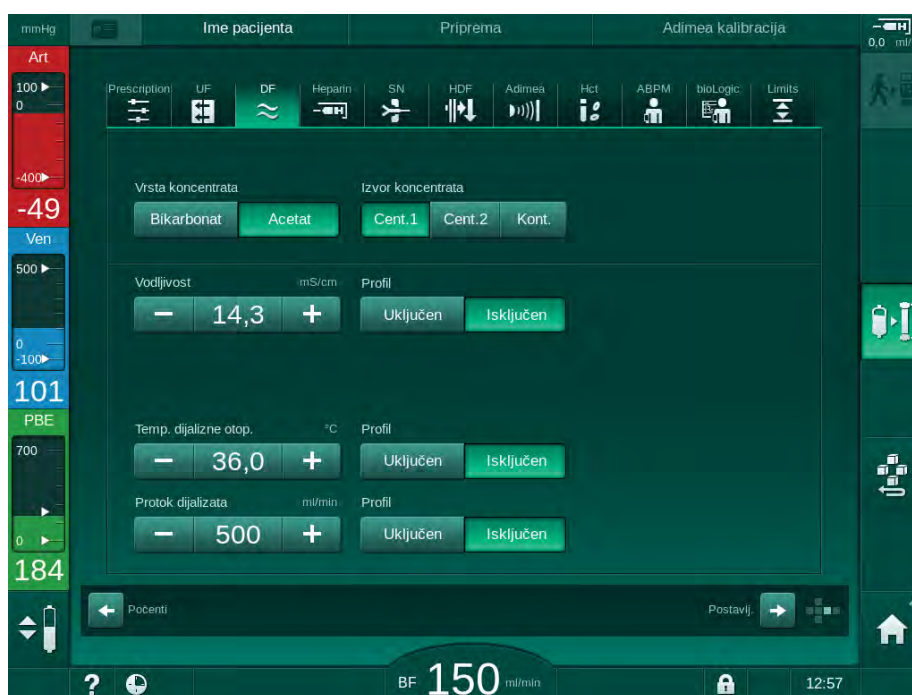 mmHg Ime pacijenta Priprema Adimea kalibracija
0,0 ml/
Art
100
0
-400
-49
Ven
500
0
-100
101
PBE
700
0
184
Prescription UF DF Heparin SN HDF Adimea Hct ABPM bioLogic Limits
Vrsta koncentrata Izvor koncentrata
Bikarbonat Acetat Cent.1 Cent.2 Kont.
Vodljivost mS/cm Profil
− 14,3 + Uključen Isključen
Temp. dijalizne otop. °C Profil
− 36,0 + Uključen Isključen
Protok dijalizata ml/min Profil
− 500 + Uključen Isključen
Počenti Postavlj.
? BF 150 ml/min 12:57